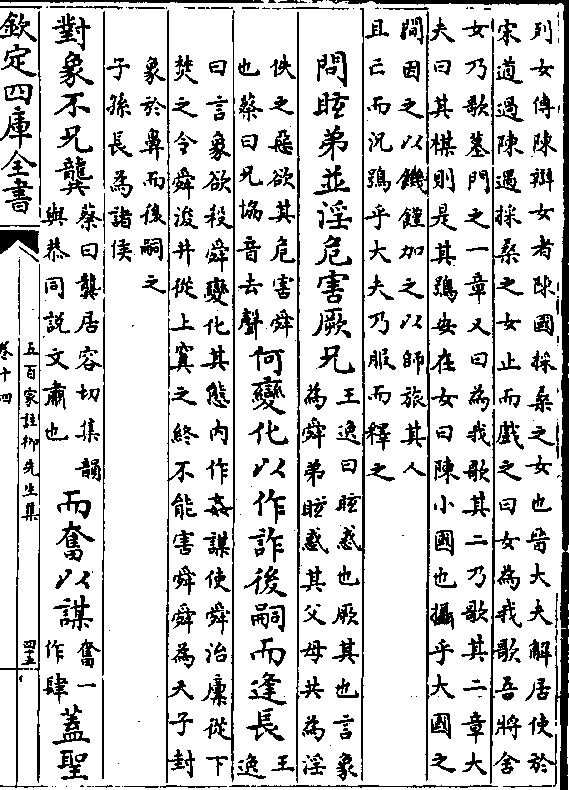 列女傳陳辯女者陳國採桑之女也晉大夫解居使於
宋道過陳遇採桑之女止而戲之曰女為我歌吾將舍
女乃歌墓門之一章又曰為我歌其二乃歌其二章大
夫曰其棋則是其鴞安在女曰陳小國也攝乎大國之
間因之以饑饉加之以師旅其人
且亡而況鴞乎大夫乃服而釋之
問眩弟並淫危害厥兄王逸曰眩惑也厥其也言象
為舜弟眩惑其父母共為淫
佚之惡欲其危害舜
也蔡曰兄協音去聲何變化以作詐後嗣而逢長王逸
曰言象欲殺舜變化其態內作姦謀使舜治廩從下
焚之令舜浚井從上窴之終不能害舜舜為天子封
象於鼻而後嗣之
子孫長為諸侯
對象不兄龔蔡曰龔居容切集韻
與恭同說文肅也而奮以謀奮一
作肆蓋聖
欽定四庫全書
五百家註柳先生集
卷十四
四五